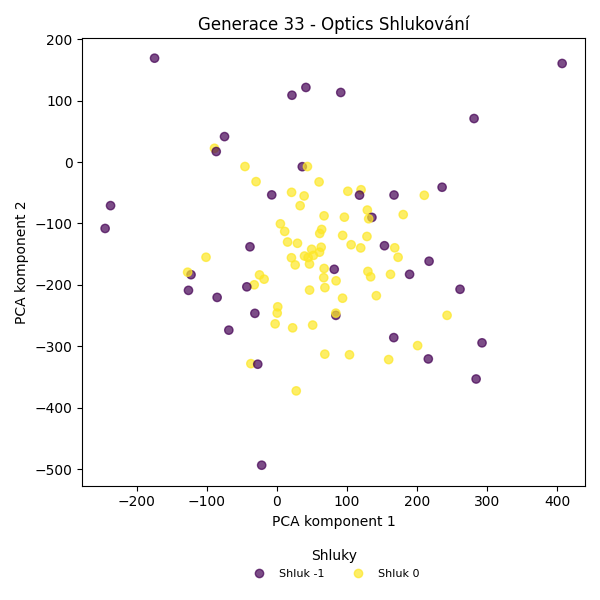 Generace 33 - Optics Shlukování
200
100
0
−100
−200
−300
−400
−500
PCA komponent 2
−200
−100
0
100
200
300
400
PCA komponent 1
Shluky
Shluk -1
Shluk 0